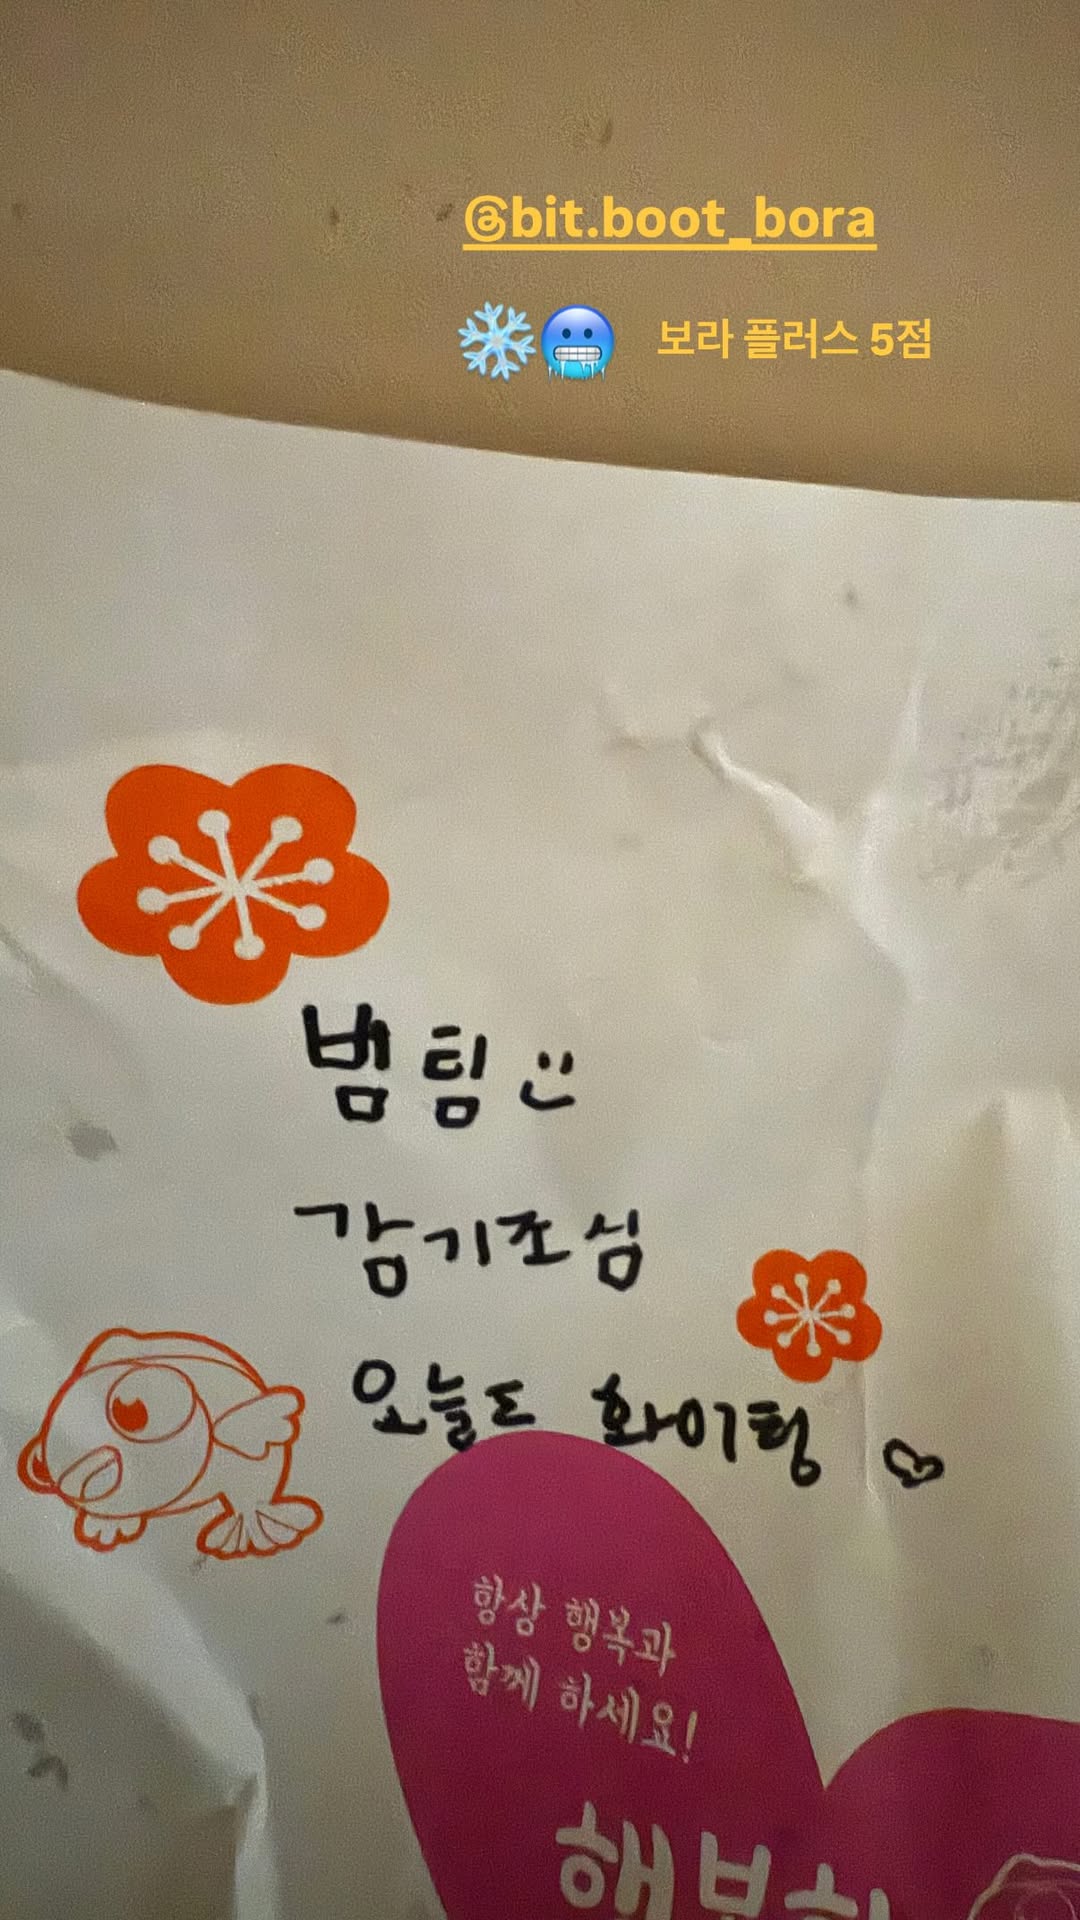 @bit.boot_bora
보라 플러스 5점
범팀
감기조심
오늘도 화이팅
항상 행복과
함께 하세요!